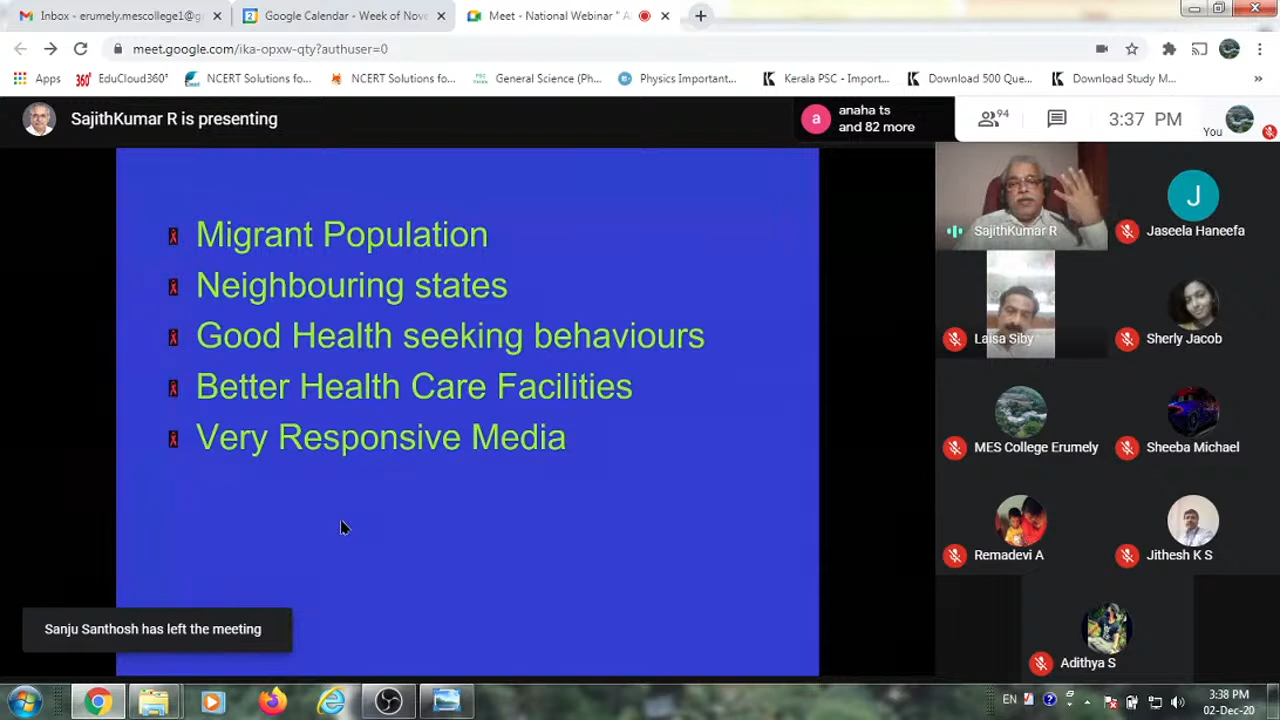 Inbox - erumely.mescollege1@g
Google Calendar - Week of Nove
Meet - National Webinar " A
meet.google.com/ika-opxw-qty?authuser=0
Apps
EduCloud360°
NCERT Solutions fo...
NCERT Solutions fo...
General Science (Ph...
Physics Important...
Kerala PSC - Import...
Download 500 Que...
Download Study M...
»
SajithKumar R is presenting
a
anaha ts
and 82 more
94
3:37 PM
You
Migrant Population
Neighbouring states
Good Health seeking behaviours
Better Health Care Facilities
Very Responsive Media
SajithKumar R
J
Jaseela Haneefa
Laisa Siby
Sherly Jacob
MES College Erumely
Sheeba Michael
Remadevi A
Jithesh K S
Adithya S
Sanju Santhosh has left the meeting
EN
3:38 PM
02-Dec-20